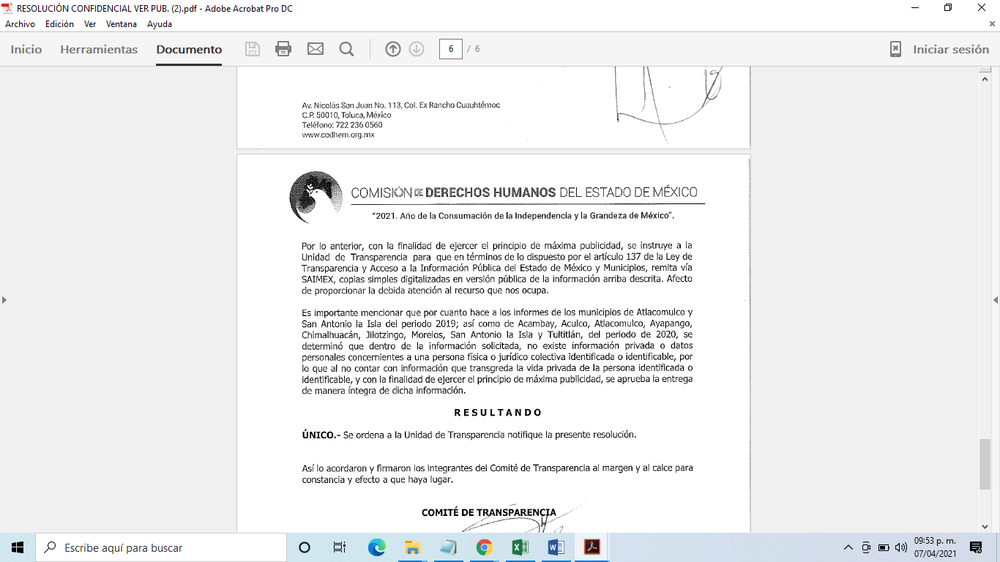 RESOLUCIÓN CONFIDENCIAL VER PUB. (2).pdf - Adobe Acrobat Pro DC
Archivo Edición Ver Ventana Ayuda
Inicio Herramientas Documento 6 / 6 Iniciar sesión
Av. Nicolás San Juan No. 113, Col. Ex Rancho Cuauhtémoc
C.P. 50010, Toluca, México
Teléfono: 722 236 0560
www.codhem.org.mx
COMISIÓN DE DERECHOS HUMANOS DEL ESTADO DE MÉXICO
“2021. Año de la Consumación de la Independencia y la Grandeza de México”.
Por lo anterior, con la finalidad de ejercer el principio de máxima publicidad, se instruye a la
Unidad de Transparencia para que en términos de lo dispuesto por el artículo 137 de la Ley de
Transparencia y Acceso a la Información Pública del Estado de México y Municipios, remita vía
SAIMEX, copias simples digitalizadas en versión pública de la información arriba descrita. Afecto
de proporcionar la debida atención al recurso que nos ocupa.
Es importante mencionar que por cuanto hace a los informes de los municipios de Atlacomulco y
San Antonio la Isla del periodo 2019; así como de Acambay, Aculco, Atlacomulco, Ayapango,
Chimalhuacán, Jilotzingo, Morelos, San Antonio la Isla y Tultitlán, del periodo de 2020, se
determinó que dentro de la información solicitada, no existe información privada o datos
personales concernientes a una persona física o jurídico colectiva identificada o identificable, por
lo que al no contar con información que transgreda la vida privada de la persona identificada o
identificable, y con la finalidad de ejercer el principio de máxima publicidad, se aprueba la entrega
de manera íntegra de dicha información.
R E S U L T A N D O
ÚNICO.- Se ordena a la Unidad de Transparencia notifique la presente resolución.
Así lo acordaron y firmaron los integrantes del Comité de Transparencia al margen y al calce para
constancia y efecto a que haya lugar.
COMITÉ DE TRANSPARENCIA
Escribe aquí para buscar
09:53 p. m.
07/04/2021